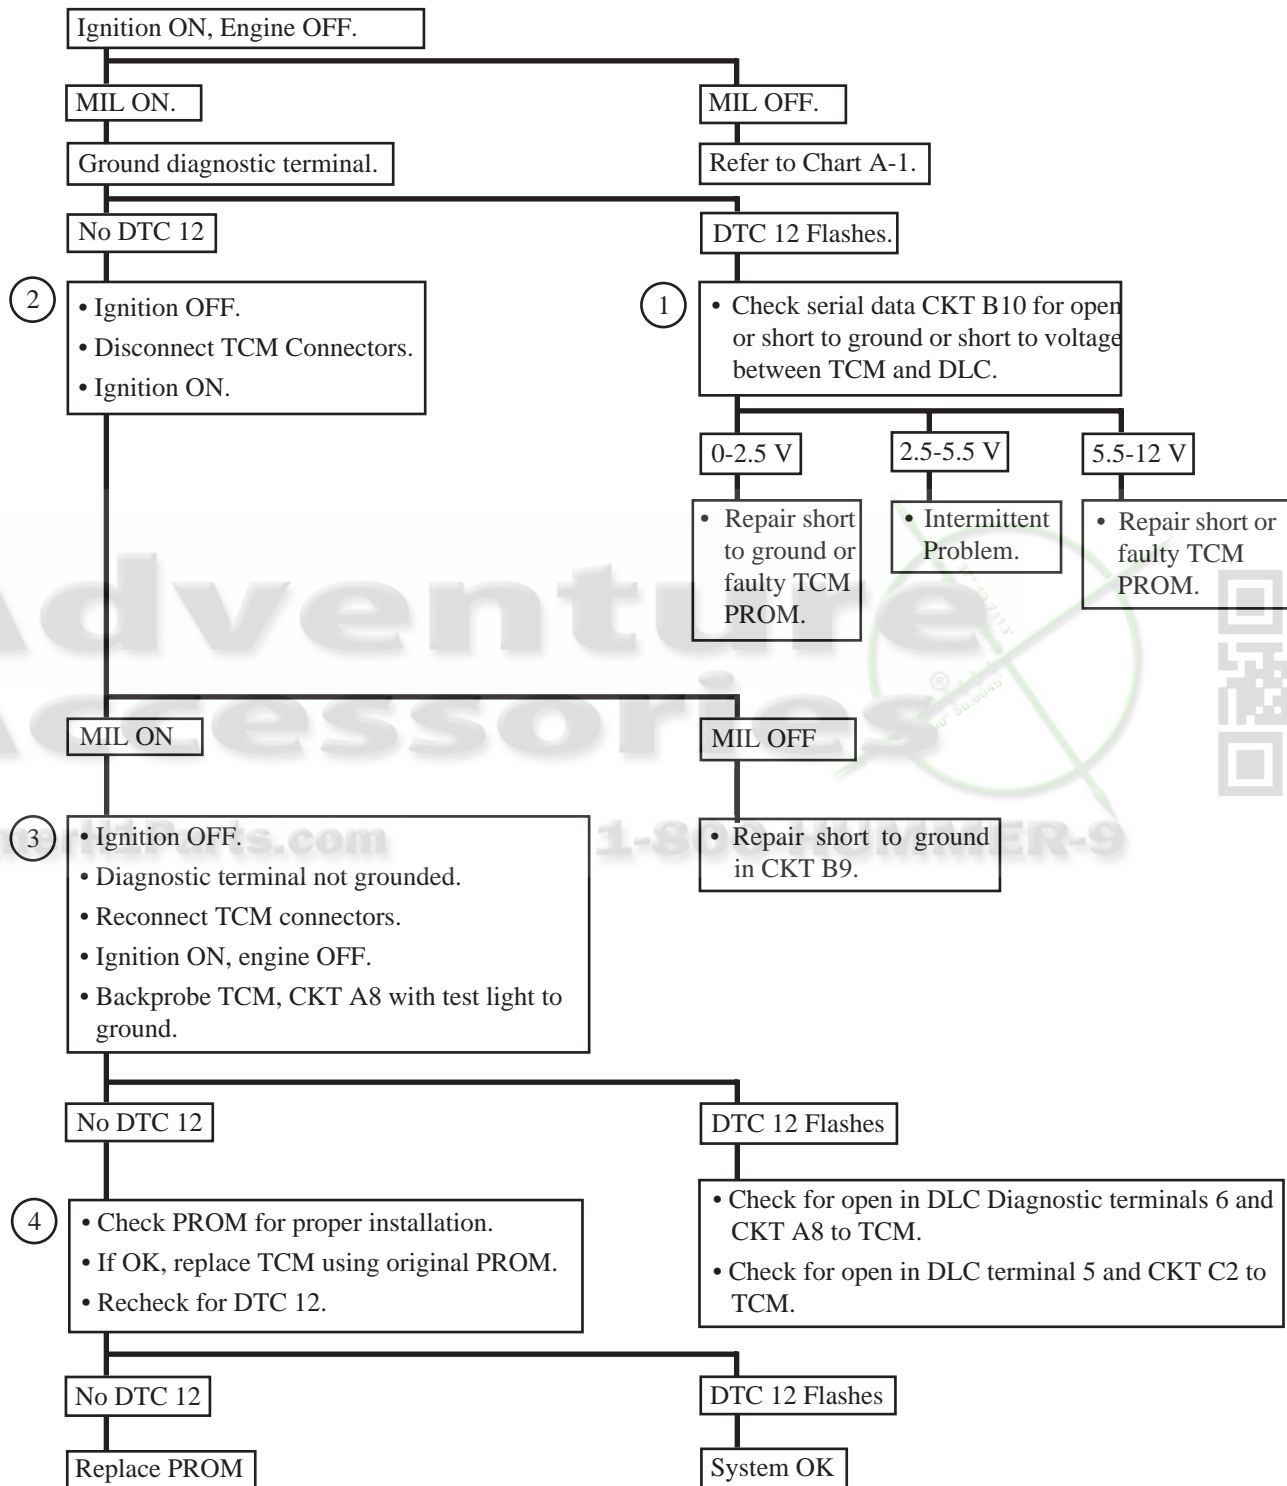 Ignition ON, Engine OFF.
MIL ON.
MIL OFF.
Ground diagnostic terminal.
Refer to Chart A-1.
No DTC 12
DTC 12 Flashes.
2
• Ignition OFF.
• Disconnect TCM Connectors.
• Ignition ON.
1
• Check serial data CKT B10 for open
or short to ground or short to voltage
between TCM and DLC.
0-2.5 V
2.5-5.5 V
5.5-12 V
• Repair short
to ground or
faulty TCM
PROM.
• Intermittent
Problem.
• Repair short or
faulty TCM
PROM.
Adventure
Accessories
®
MIL ON
MIL OFF
3
• Ignition OFF.
• Diagnostic terminal not grounded.
• Reconnect TCM connectors.
• Ignition ON, engine OFF.
• Backprobe TCM, CKT A8 with test light to
ground.
• Repair short to ground
in CKT B9.
1-800 HUMMER-9
No DTC 12
DTC 12 Flashes
4
• Check PROM for proper installation.
• If OK, replace TCM using original PROM.
• Recheck for DTC 12.
• Check for open in DLC Diagnostic terminals 6 and
CKT A8 to TCM.
• Check for open in DLC terminal 5 and CKT C2 to
TCM.
No DTC 12
DTC 12 Flashes
Replace PROM
System OK